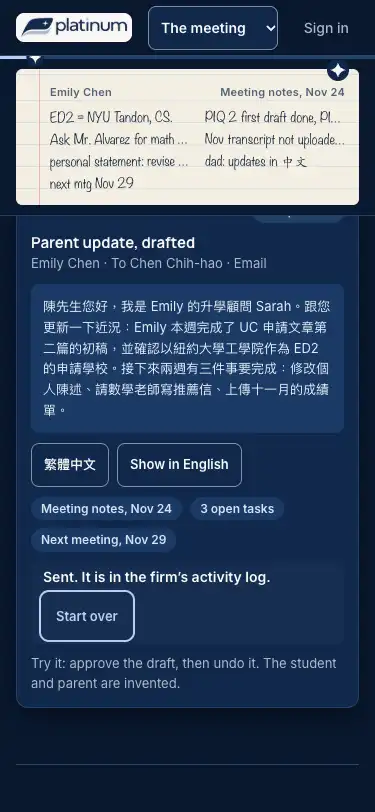 platinum
The meeting
Sign in
Emily Chen
Meeting notes, Nov 24
ED2 = NYU Tandon, CS.
Ask Mr. Alvarez for math ...
personal statement: revise ...
next mtg Nov 29
PIQ 2 first draft done, PI...
Nov transcript not uploade...
dad: updates in 中文
Parent update, drafted
Emily Chen · To Chen Chih-hao · Email
陳先生您好，我是 Emily 的升學顧問 Sarah。跟您
更新一下近況：Emily 本週完成了 UC 申請文章第
二篇的初稿，並確認以紐約大學工學院作為 ED2
的申請學校。接下來兩週有三件事要完成：修改個
人陳述、請數學老師寫推薦信、上傳十一月的成績
單。
繁體中文
Show in English
Meeting notes, Nov 24
3 open tasks
Next meeting, Nov 29
Sent. It is in the firm's activity log.
Start over
Try it: approve the draft, then undo it. The student
and parent are invented.